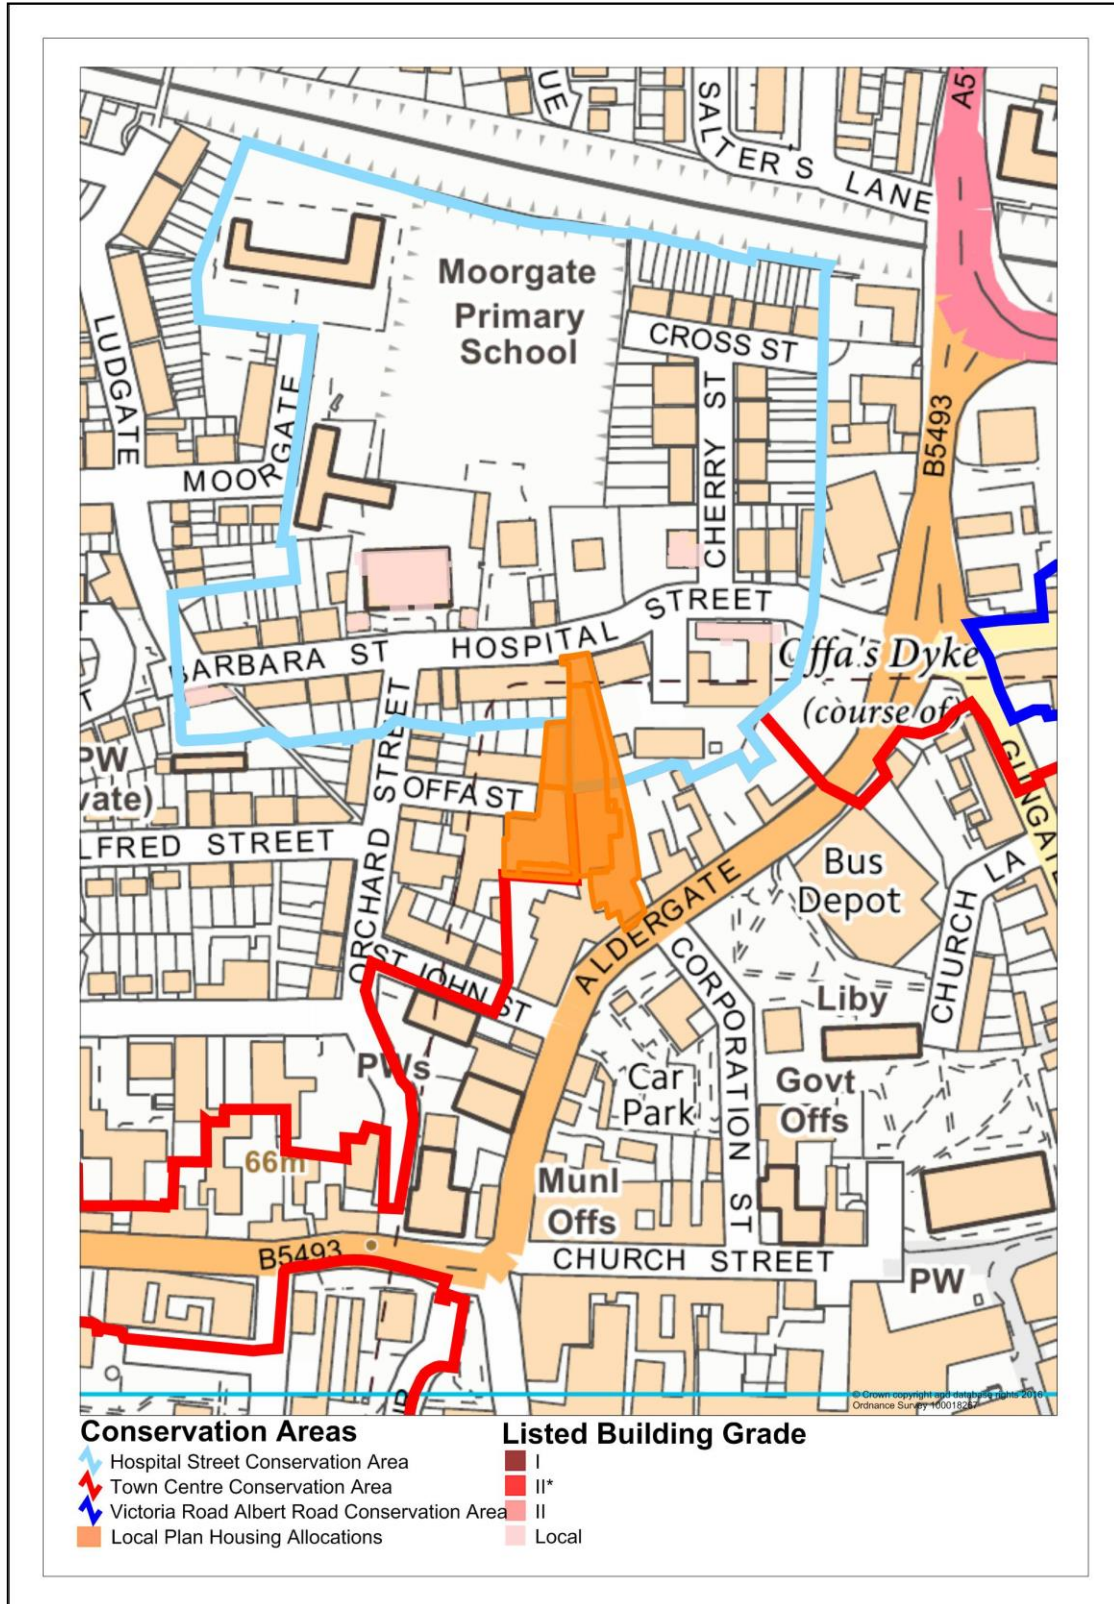 UE
SALTER'S LANE
A51
Moorgate
Primary
School
CROSS ST
LUDGATE
MOORGATE
CHERRY ST
B5493
HOSPITAL STREET
BARBARA ST
Offa's Dyke
(course of)
PW
vate)
OFFA ST
ORCHARD STREET
LFRED STREET
GUNGATE
Bus
Depot
CHURCH LA
ALDERGATE
CORPORATION ST
ST JOHN ST
Liby
PWs
Car
Park
Govt
Offs
66m
Munl
Offs
B5493
CHURCH STREET
PW
© Crown copyright and database rights 2016
Ordnance Survey 100018267
Conservation Areas
Hospital Street Conservation Area
Town Centre Conservation Area
Victoria Road Albert Road Conservation Area
Local Plan Housing Allocations
Listed Building Grade
I
II*
II
Local